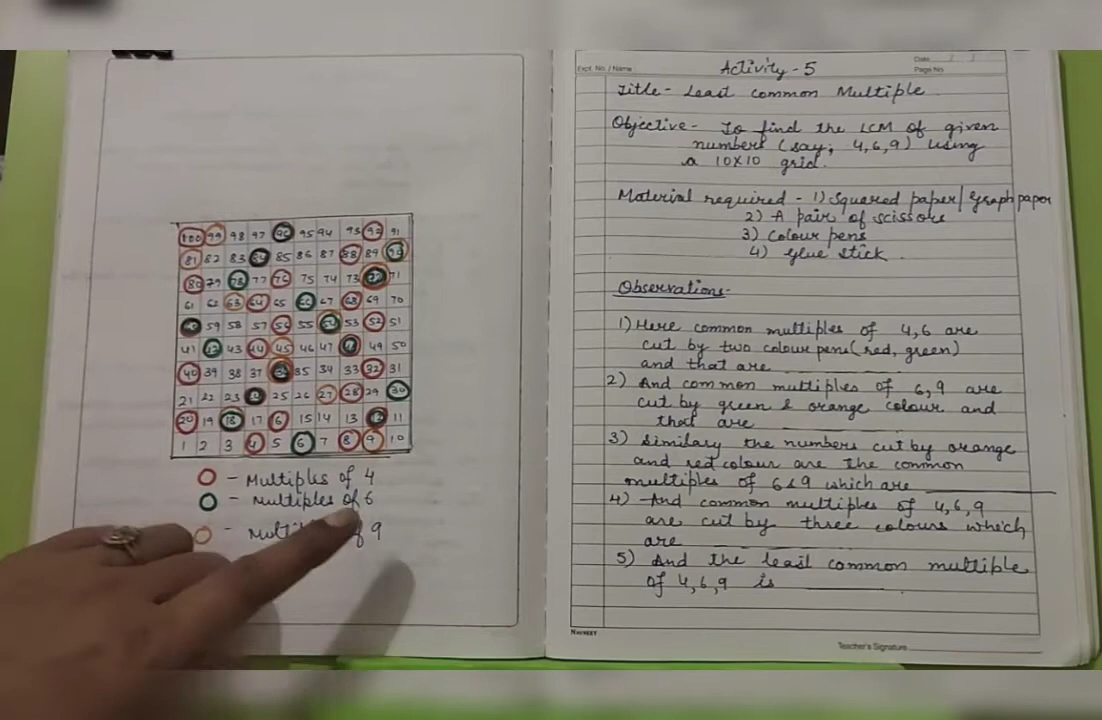 100 99 98 97 96 95 94 93 92 91
81 82 83 84 85 86 87 88 89 90
80 79 78 77 76 75 74 73 72 71
61 62 63 64 65 66 67 68 69 70
59 58 57 56 55 54 53 52 51
41 42 43 44 45 46 47 49 50
40 39 38 37 36 35 34 33 32 31
21 22 23 25 26 27 28 29 30
20 19 18 17 16 15 14 13 12 11
1 2 3 4 5 6 7 8 9 10
- Multiples of 4
- Multiples of 6
- 9
Expt. No. / Name
Date
Page No.
Activity - 5
Title - Least common Multiple
Objective - To find the LCM of given
numbers (say, 4,6,9) using
a 10x10 grid.
Material required - 1) Squared paper/Graph paper
2) A pair of scissors
3) Colour pens
4) Glue stick.
Observations -
1) Here common multiples of 4,6 are
cut by two colour pens (red, green)
and that are
2) And common multiples of 6,9 are
cut by green & orange colour and
that are
3) Similary the numbers cut by orange
and red colour are the common
multiples of 6&9 which are
4) And common multiples of 4,6,9
are cut by three colours which
are
5) And the least common multiple
of 4,6,9 is
NAVNEET
Teacher's Signature